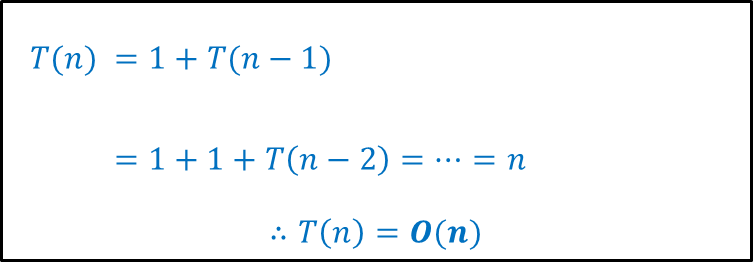 T(n) = 1 + T(n − 1)
= 1 + 1 + T(n − 2) = ⋯ = n
∴ T(n) = O(n)